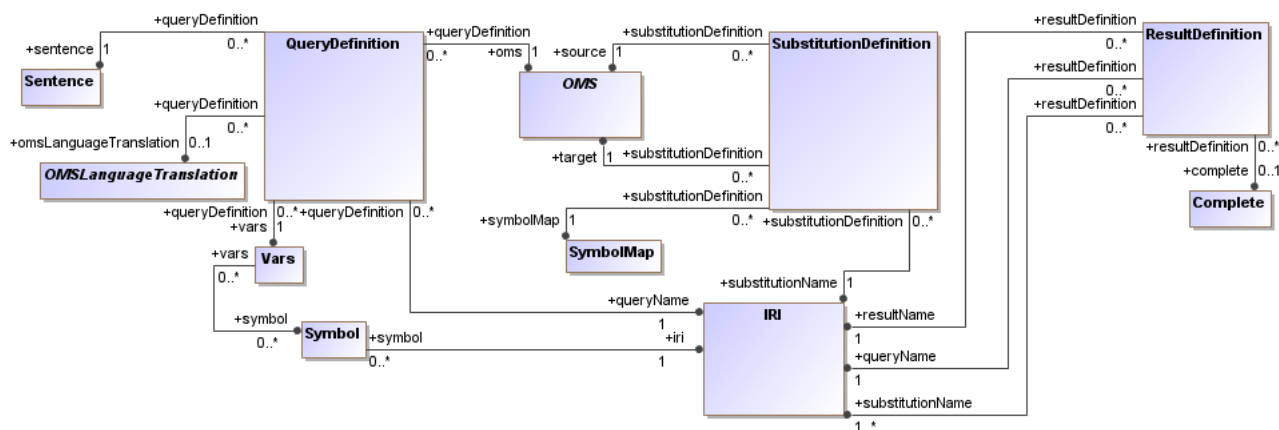 +queryDefinition
0..*
+sentence
1
Sentence
QueryDefinition
+queryDefinition
0..*
+oms
1
+source
1
+substitutionDefinition
0..*
SubstitutionDefinition
+resultDefinition
0..*
ResultDefinition
+resultDefinition
0..*
+resultDefinition
0..*
OMS
+queryDefinition
0..*
+omsLanguageTranslation
0..1
OMSLanguageTranslation
+target
1
+substitutionDefinition
0..*
+resultDefinition
0..*
+complete
0..1
Complete
+queryDefinition
0..*
+vars
1
+queryDefinition
0..*
+substitutionDefinition
0..*
+symbolMap
1
SymbolMap
+substitutionDefinition
0..*
Vars
+vars
0..*
+substitutionName
1
+queryName
1
IRI
+resultName
1
+symbol
0..*
Symbol
+symbol
0..*
+iri
1
+queryName
1
+substitutionName
1..*